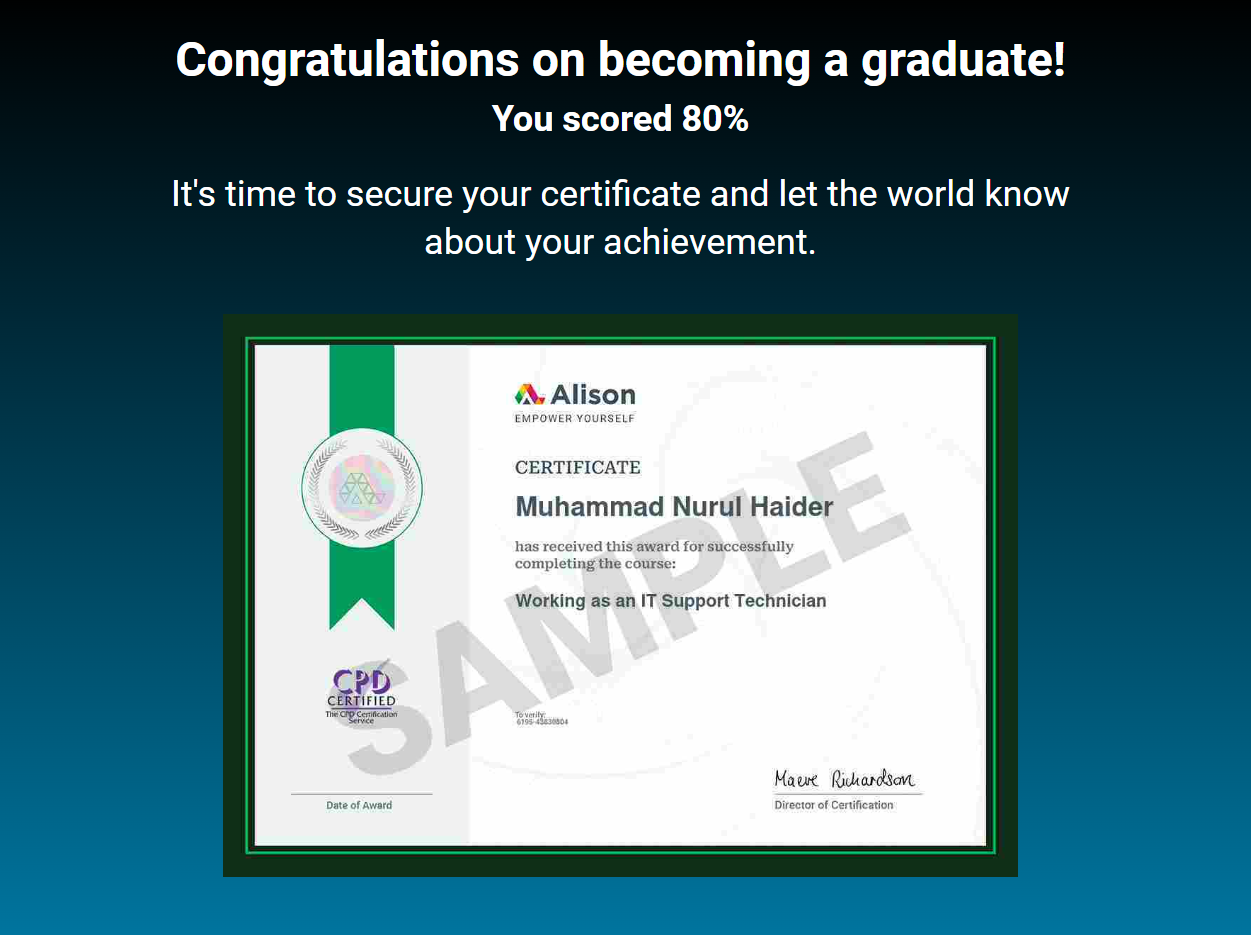 Congratulations on becoming a graduate!
You scored 80%
It's time to secure your certificate and let the world know
about your achievement.
Alison
EMPOWER YOURSELF
CERTIFICATE
Muhammad Nurul Haider
has received this award for successfully
completing the course:
Working as an IT Support Technician
SAMPLE
CPD
CERTIFIED
The CPD Certification
Service
To verify:
Maeve Richardson
Date of Award
Director of Certification